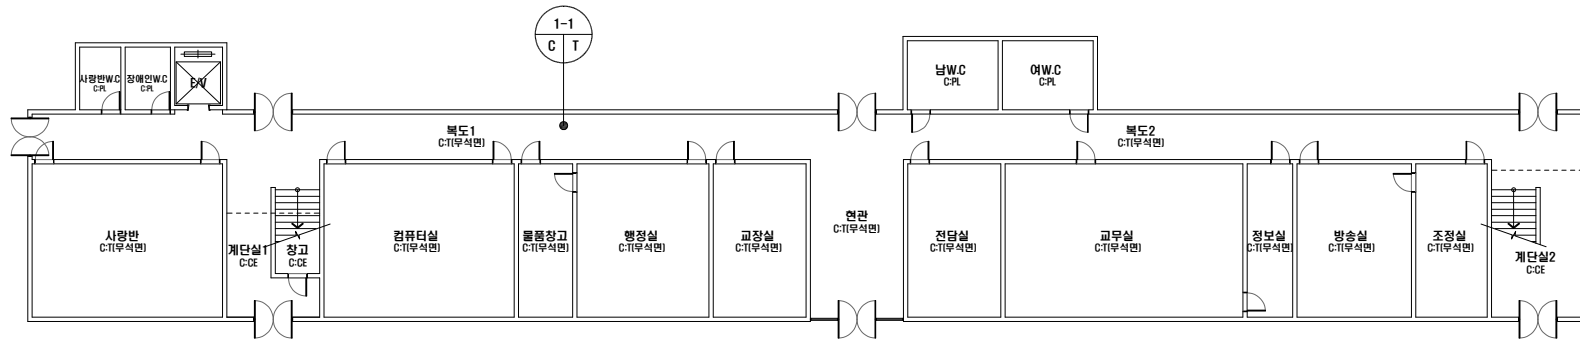 1-1
C T
사랑반W.C
C:PL
장애인W.C
C:PL
E/V
남W.C
C:PL
여W.C
C:PL
복도1
C:T(무석면)
복도2
C:T(무석면)
사랑반
C:T(무석면)
계단실1
C:CE
창고
C:CE
컴퓨터실
C:T(무석면)
물품창고
C:T(무석면)
행정실
C:T(무석면)
교장실
C:T(무석면)
현관
C:T(무석면)
전담실
C:T(무석면)
교무실
C:T(무석면)
정보실
C:T(무석면)
방송실
C:T(무석면)
조정실
C:T(무석면)
계단실2
C:CE